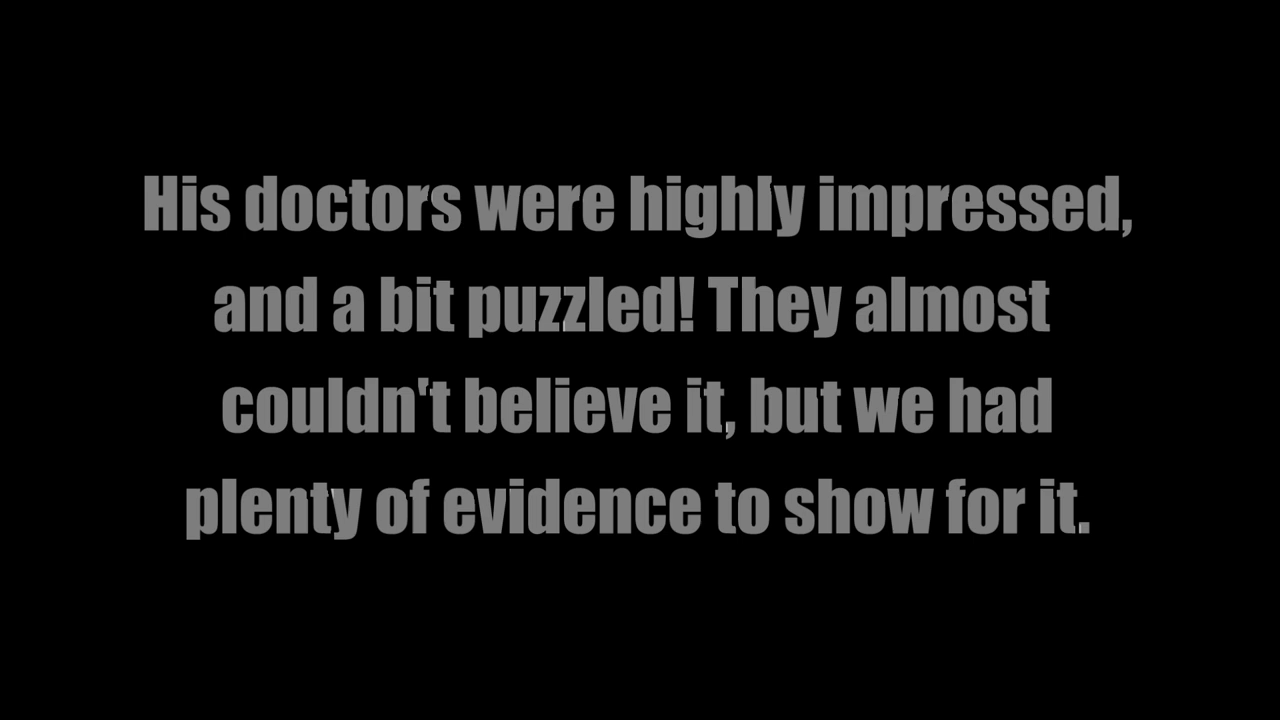 His doctors were highly impressed,
and a bit puzzled! They almost
couldn't believe it, but we had
plenty of evidence to show for it.